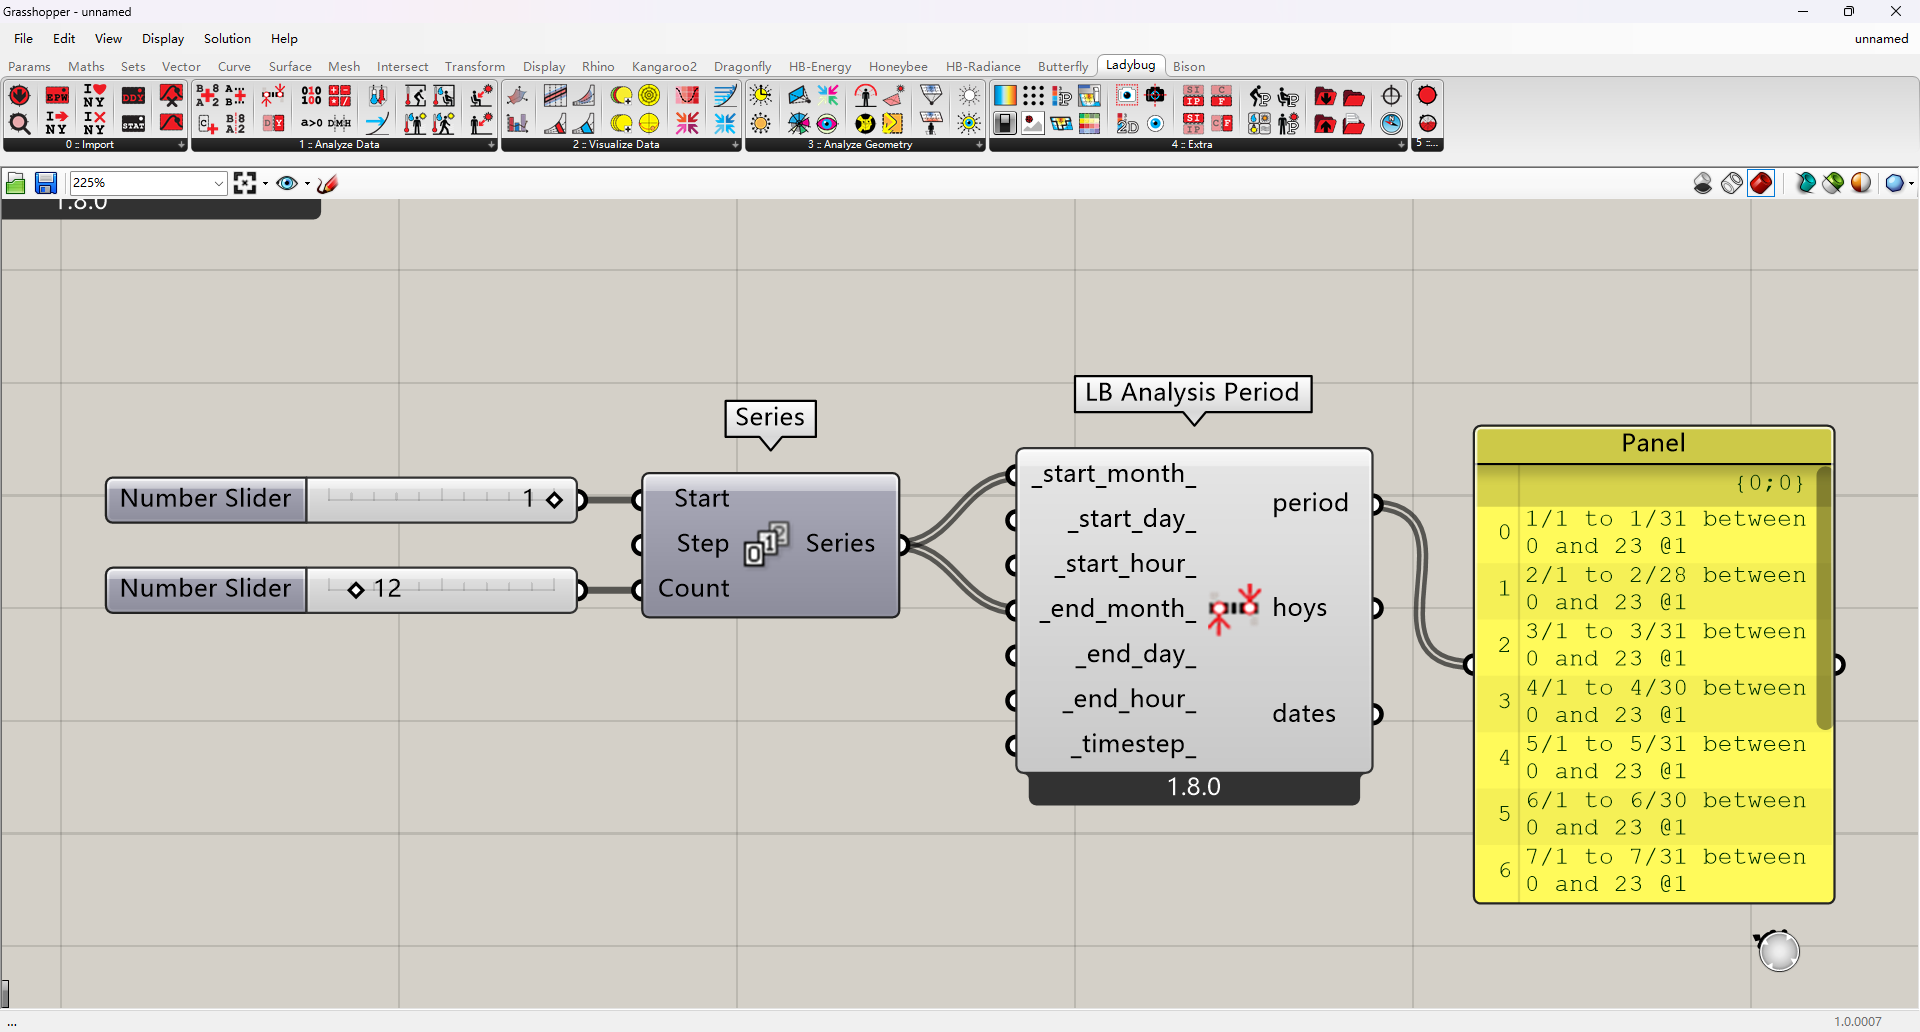 Grasshopper - unnamed
File Edit View Display Solution Help unnamed
Params Maths Sets Vector Curve Surface Mesh Intersect Transform Display Rhino Kangaroo2 Dragonfly HB-Energy Honeybee HB-Radiance Butterfly Ladybug Bison
0 :: Import 1 :: Analyze Data 2 :: Visualize Data 3 :: Analyze Geometry 4 :: Extra 5 ::...
225%
1.8.0
LB Analysis Period
Series
Panel
Number Slider 1
Start
Step
Count
Series
Number Slider 12
_start_month_
_start_day_
_start_hour_
_end_month_
_end_day_
_end_hour_
_timestep_
period
hoys
dates
1.8.0
{0;0}
0 1/1 to 1/31 between
0 and 23 @1
1 2/1 to 2/28 between
0 and 23 @1
2 3/1 to 3/31 between
0 and 23 @1
3 4/1 to 4/30 between
0 and 23 @1
4 5/1 to 5/31 between
0 and 23 @1
5 6/1 to 6/30 between
0 and 23 @1
6 7/1 to 7/31 between
0 and 23 @1
...
1.0.0007